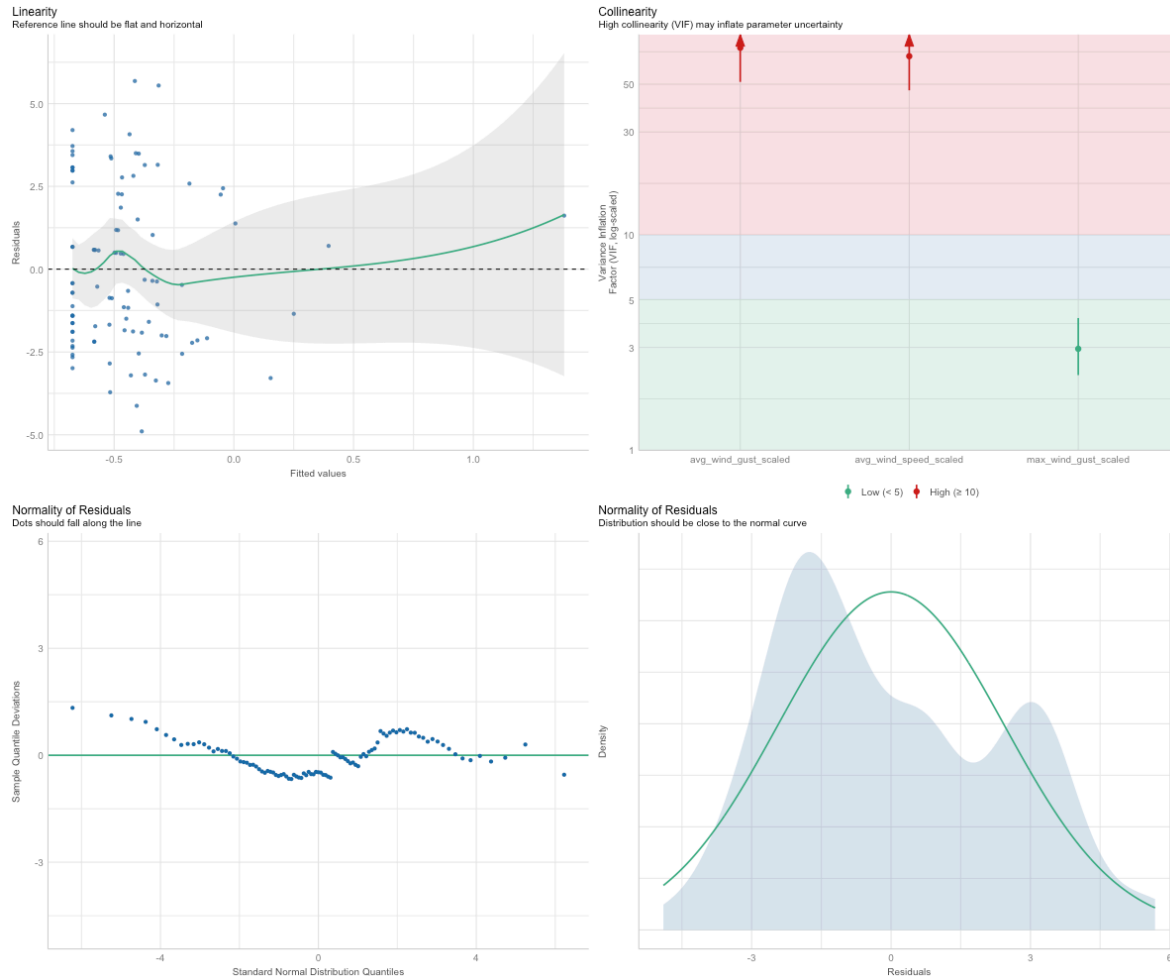 Linearity
Reference line should be flat and horizontal
Residuals
5.0
2.5
0.0
-2.5
-5.0
-0.5
0.0
0.5
1.0
Fitted values
Collinearity
High collinearity (VIF) may inflate parameter uncertainty
Variance Inflation
Factor (VIF, log-scaled)
50
30
10
5
3
1
avg_wind_gust_scaled
avg_wind_speed_scaled
max_wind_gust_scaled
Low (< 5)
High (≥ 10)
Normality of Residuals
Dots should fall along the line
Sample Quantile Deviations
6
3
0
-3
-4
0
4
Standard Normal Distribution Quantiles
Normality of Residuals
Distribution should be close to the normal curve
Density
-3
0
3
6
Residuals